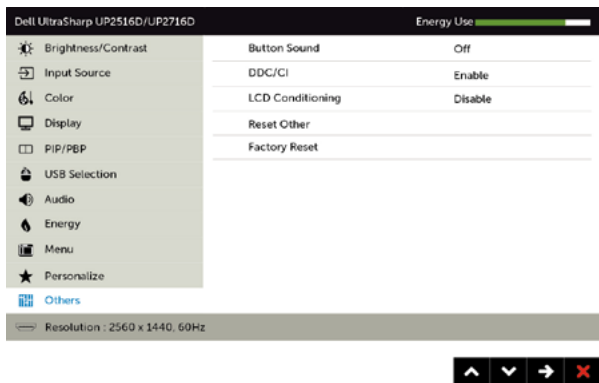 Dell UltraSharp UP2516D/UP2716D Energy Use
Brightness/Contrast Button Sound Off
Input Source DDC/CI Enable
Color LCD Conditioning Disable
Display Reset Other
PIP/PBP Factory Reset
USB Selection
Audio
Energy
Menu
Personalize
Others
Resolution : 2560 x 1440, 60Hz